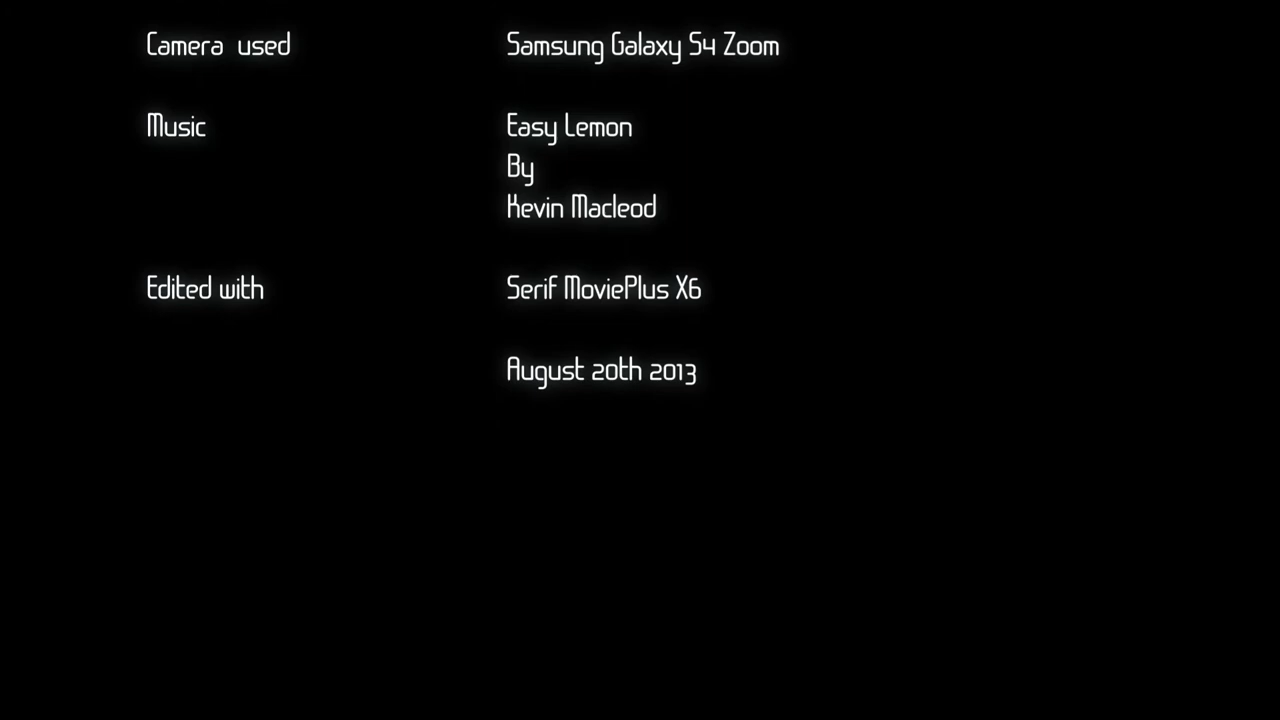 Camera  used Samsung Galaxy S4 Zoom
Music Easy Lemon
By
Kevin Macleod
Edited with Serif MoviePlus X6
August 20th 2013